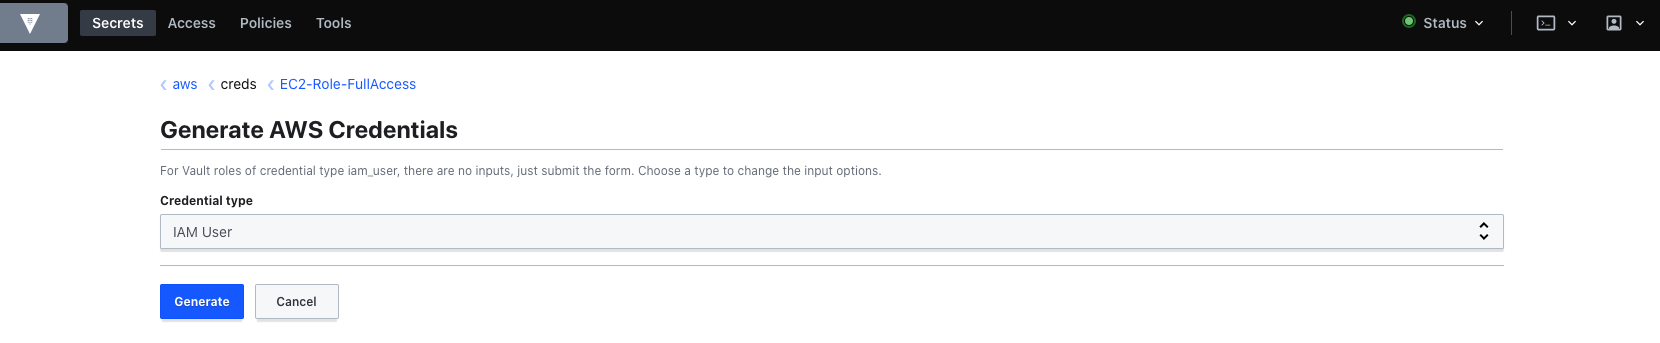 Secrets Access Policies Tools Status
aws creds EC2-Role-FullAccess
Generate AWS Credentials
For Vault roles of credential type iam_user, there are no inputs, just submit the form. Choose a type to change the input options.
Credential type
IAM User
Generate Cancel